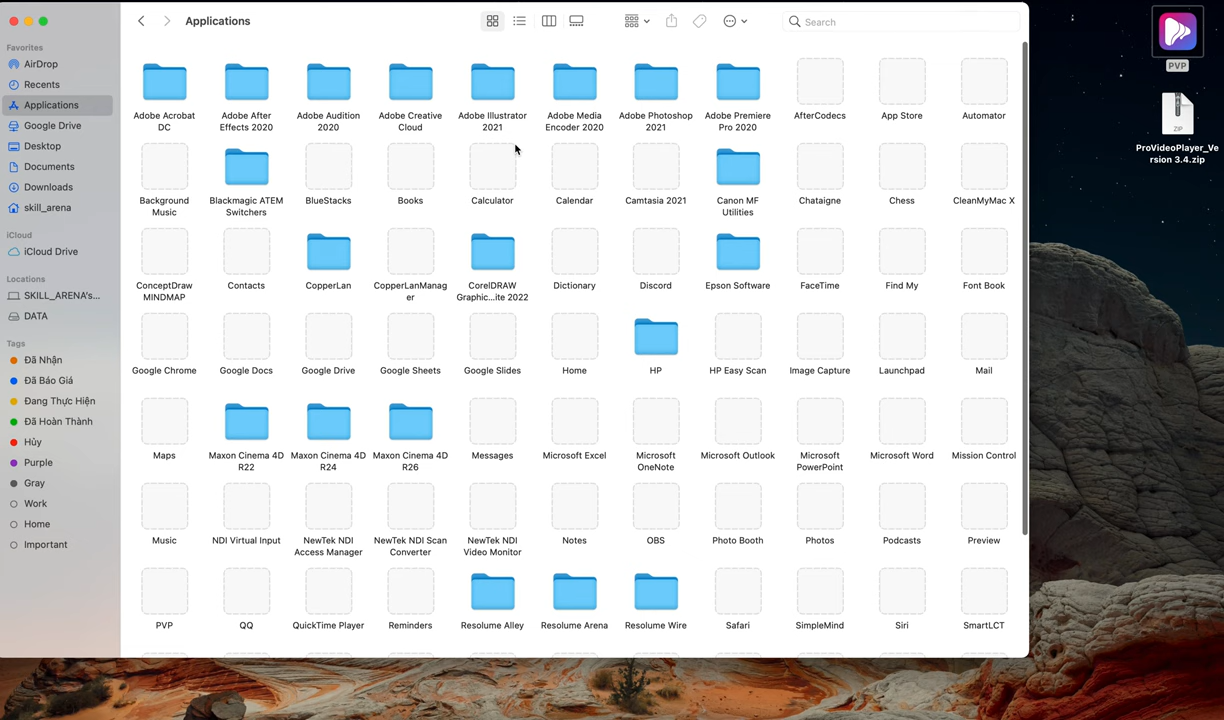 Applications
Search
Favorites
AirDrop
Recents
Applications
Google Drive
Desktop
Documents
Downloads
skill_arena
iCloud
iCloud Drive
Locations
SKILL_ARENA's...
DATA
Tags
Đã Nhận
Đã Báo Giá
Đang Thực Hiện
Đã Hoàn Thành
Hủy
Purple
Gray
Work
Home
Important
Adobe Acrobat
DC
Adobe After
Effects 2020
Adobe Audition
2020
Adobe Creative
Cloud
Adobe Illustrator
2021
Adobe Media
Encoder 2020
Adobe Photoshop
2021
Adobe Premiere
Pro 2020
AfterCodecs
App Store
Automator
Background
Music
Blackmagic ATEM
Switchers
BlueStacks
Books
Calculator
Calendar
Camtasia 2021
Canon MF
Utilities
Chataigne
Chess
CleanMyMac X
ConceptDraw
MINDMAP
Contacts
CopperLan
CopperLanManag
er
CorelDRAW
Graphic...ite 2022
Dictionary
Discord
Epson Software
FaceTime
Find My
Font Book
Google Chrome
Google Docs
Google Drive
Google Sheets
Google Slides
Home
HP
HP Easy Scan
Image Capture
Launchpad
Mail
Maps
Maxon Cinema 4D
R22
Maxon Cinema 4D
R24
Maxon Cinema 4D
R26
Messages
Microsoft Excel
Microsoft
OneNote
Microsoft Outlook
Microsoft
PowerPoint
Microsoft Word
Mission Control
Music
NDI Virtual Input
NewTek NDI
Access Manager
NewTek NDI Scan
Converter
NewTek NDI
Video Monitor
Notes
OBS
Photo Booth
Photos
Podcasts
Preview
PVP
QQ
QuickTime Player
Reminders
Resolume Alley
Resolume Arena
Resolume Wire
Safari
SimpleMind
Siri
SmartLCT
PVP
ZIP
ProVideoPlayer_Ve
rsion 3.4.zip